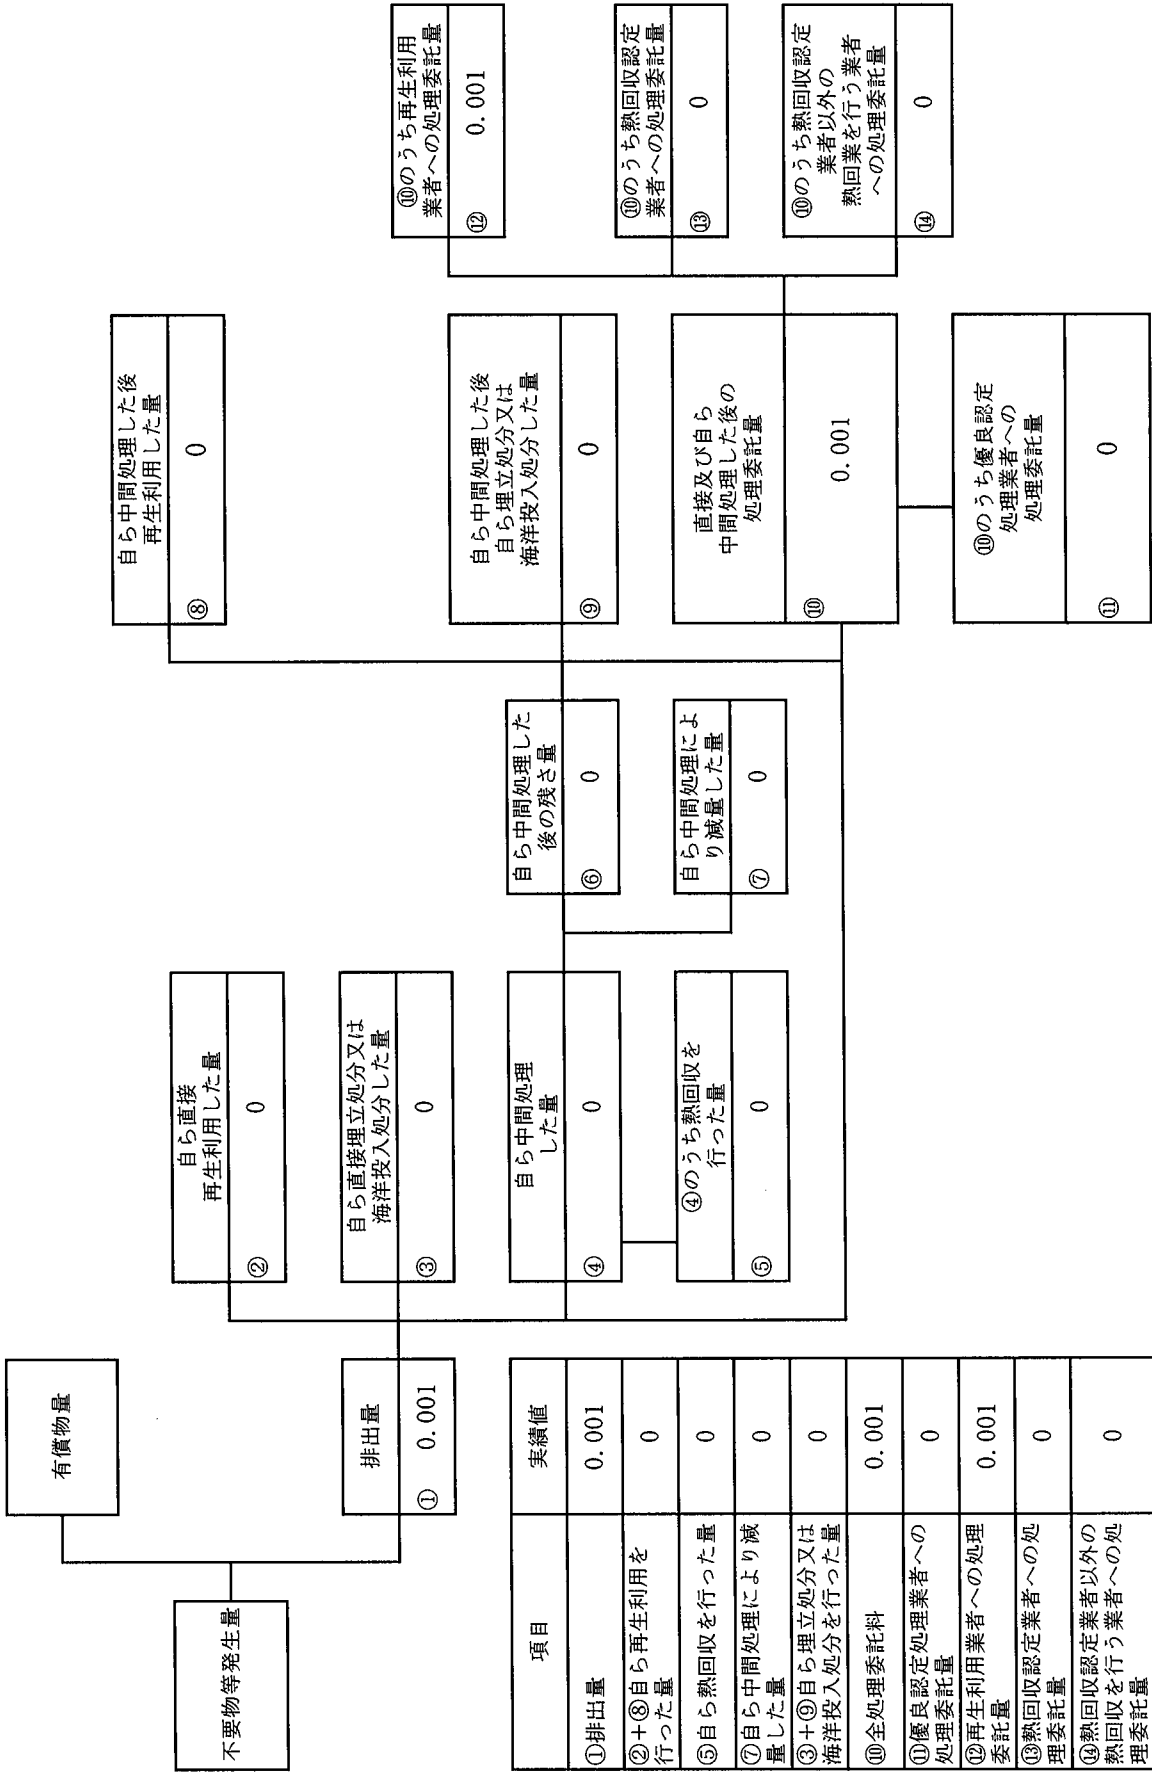 不要物等発生量
有償物量
排出量
① 0.001
自ら直接
再生利用した量
② 0
自ら直接埋立処分又は
海洋投入処分した量
③ 0
自ら中間処理
した量
④ 0
④のうち熱回収を
行った量
⑤ 0
自ら中間処理した
後の残さ量
⑥ 0
自ら中間処理によ
り減量した量
⑦ 0
自ら中間処理した後
再生利用した量
⑧ 0
自ら中間処理した後
自ら埋立処分又は
海洋投入処分した量
⑨ 0
直接及び自ら
中間処理した後の
処理委託量
⑩ 0.001
⑩のうち優良認定
処理業者への
処理委託量
⑪ 0
⑩のうち再生利用
業者への処理委託量
⑫ 0.001
⑩のうち熱回収認定
業者への処理委託量
⑬ 0
⑩のうち熱回収認定
業者以外の
熱回業を行う業者
への処理委託量
⑭ 0
項目 実績値
①排出量 0.001
②+⑧自ら再生利用を
行った量 0
⑤自ら熱回収を行った量 0
⑦自ら中間処理により減
量した量 0
③+⑨自ら埋立処分又は
海洋投入処分を行った量 0
⑩全処理委託料 0.001
⑪優良認定処理業者への
処理委託量 0
⑫再生利用業者への処理
委託量 0.001
⑬熱回収認定業者への処
理委託量 0
⑭熱回収認定業者以外の
熱回収を行う業者への処
理委託量 0